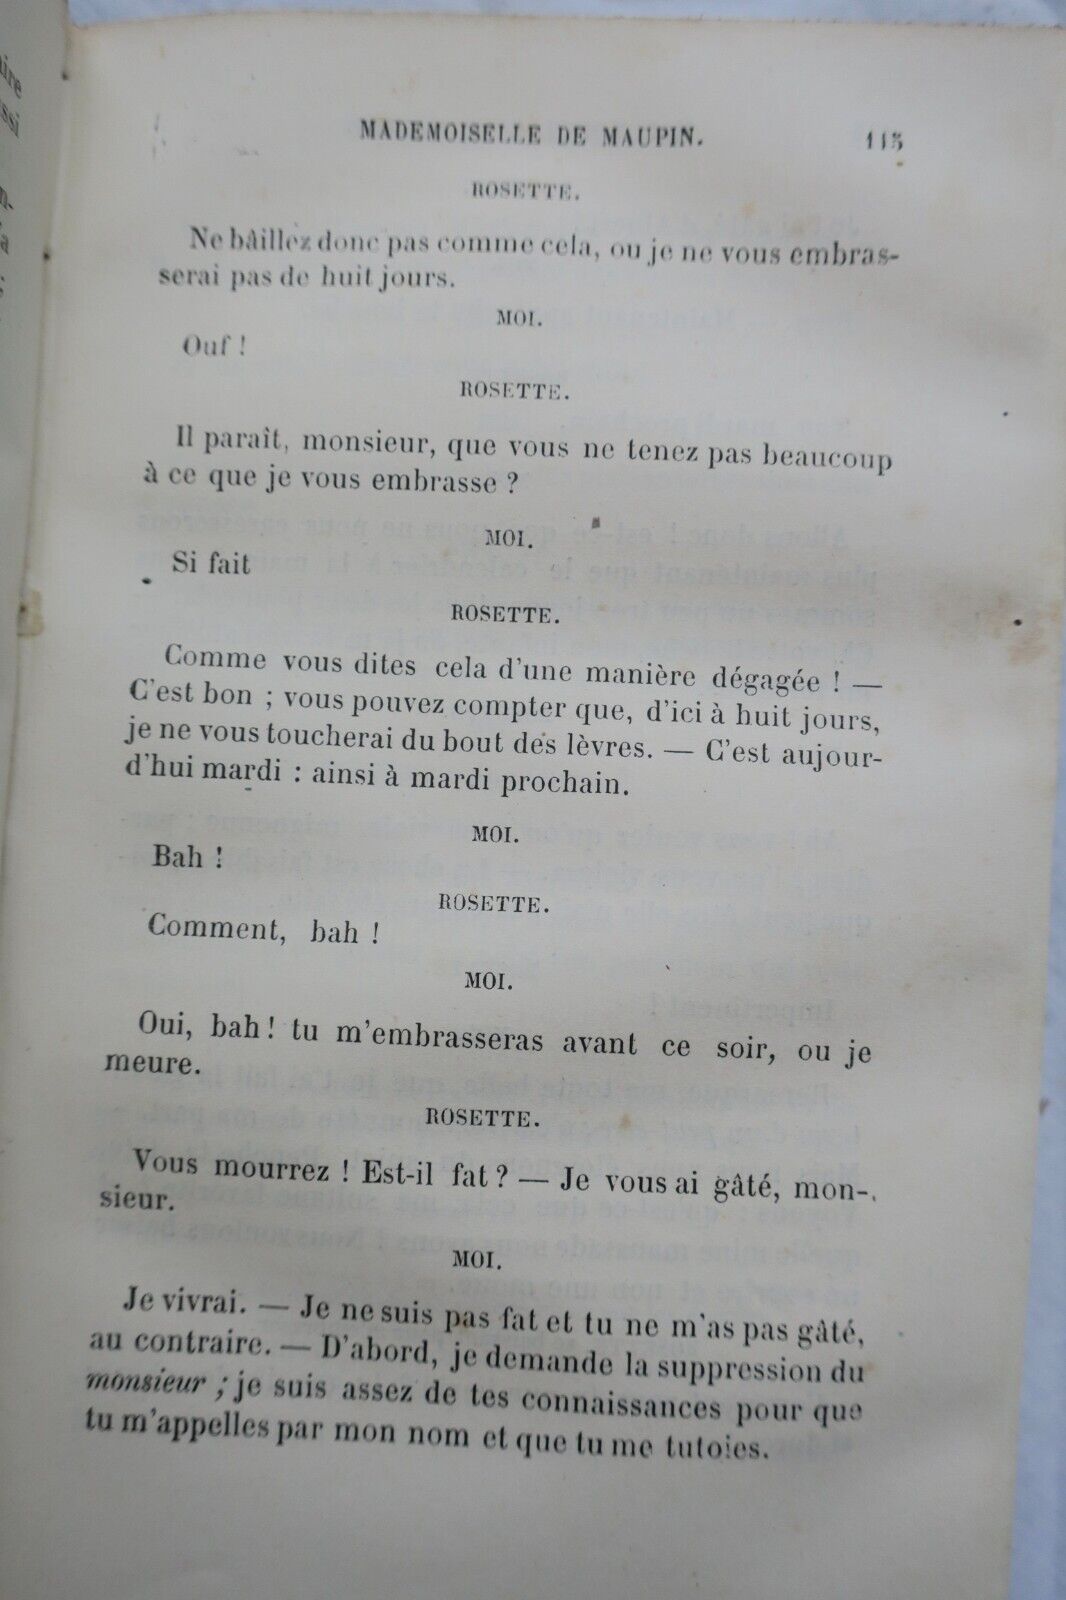 MADEMOISELLE DE MAUPIN. 115
ROSETTE.
Ne bâillez donc pas comme cela, ou je ne vous embras-
serai pas de huit jours.
MOI.
Ouf !
ROSETTE.
Il paraît, monsieur, que vous ne tenez pas beaucoup
à ce que je vous embrasse ?
MOI.
Si fait
ROSETTE.
Comme vous dites cela d'une manière dégagée ! —
C'est bon ; vous pouvez compter que, d'ici à huit jours,
je ne vous toucherai du bout des lèvres. — C'est aujour-
d'hui mardi : ainsi à mardi prochain.
MOI.
Bah !
ROSETTE.
Comment, bah !
MOI.
Oui, bah ! tu m'embrasseras avant ce soir, ou je
meure.
ROSETTE.
Vous mourrez ! Est-il fat ? — Je vous ai gâté, mon-
sieur.
MOI.
Je vivrai. — Je ne suis pas fat et tu ne m'as pas gâté,
au contraire. — D'abord, je demande la suppression du
monsieur ; je suis assez de tes connaissances pour que
tu m'appelles par mon nom et que tu me tutoies.